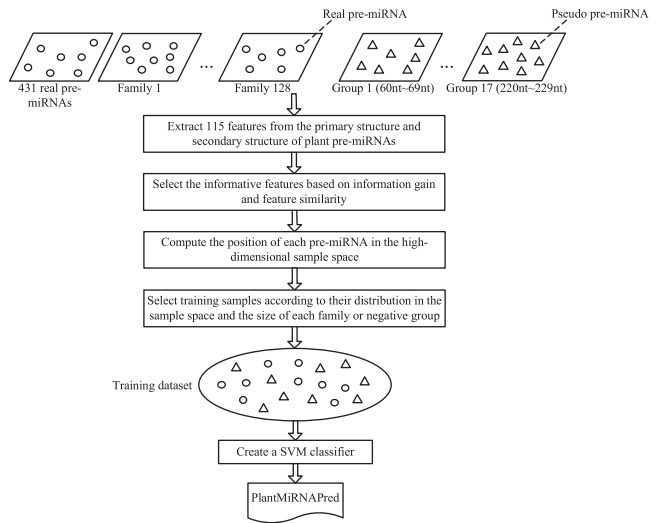 Real pre-miRNA
Pseudo pre-miRNA
...
...
431 real pre-
miRNAs
Family 1
Family 128
Group 1 (60nt~69nt)
Group 17 (220nt~229nt)
Extract 115 features from the primary structure and
secondary structure of plant pre-miRNAs
Select the informative features based on information gain
and feature similarity
Compute the position of each pre-miRNA in the high-
dimensional sample space
Select training samples according to their distribution in the
sample space and the size of each family or negative group
Training dataset
Create a SVM classifier
PlantMiRNAPred